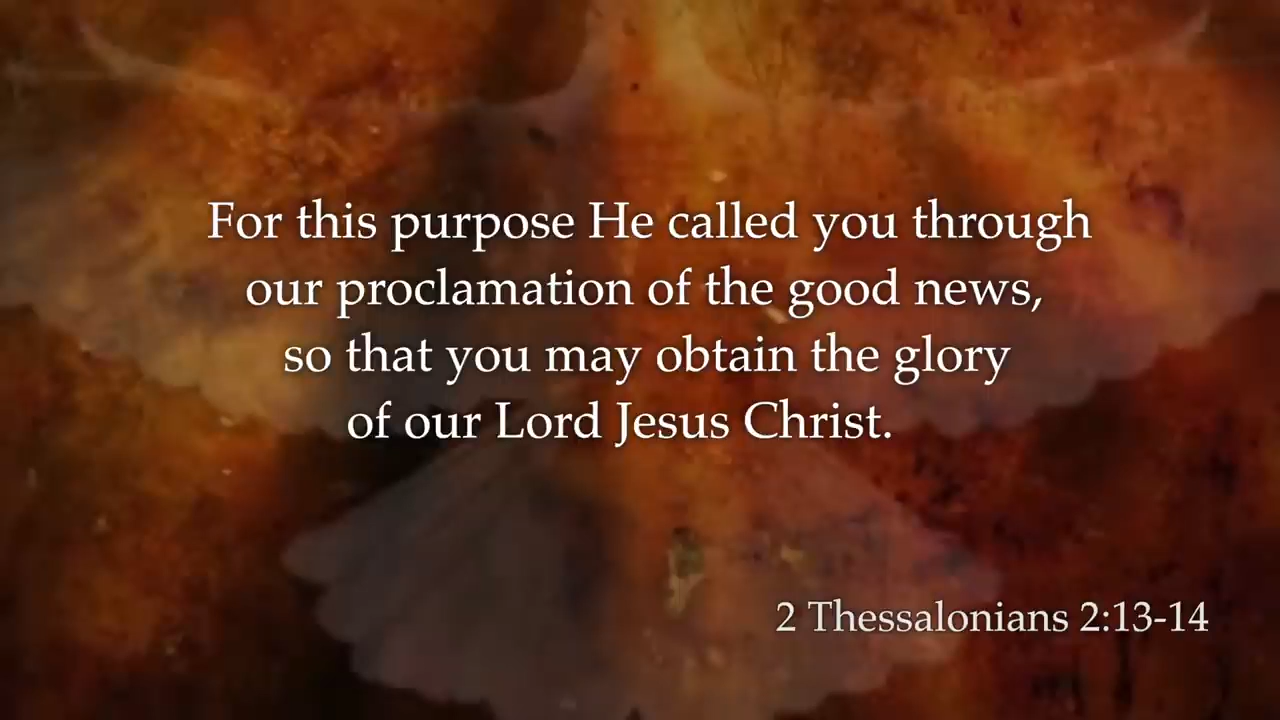 For this purpose He called you through
our proclamation of the good news,
so that you may obtain the glory
of our Lord Jesus Christ.
2 Thessalonians 2:13-14